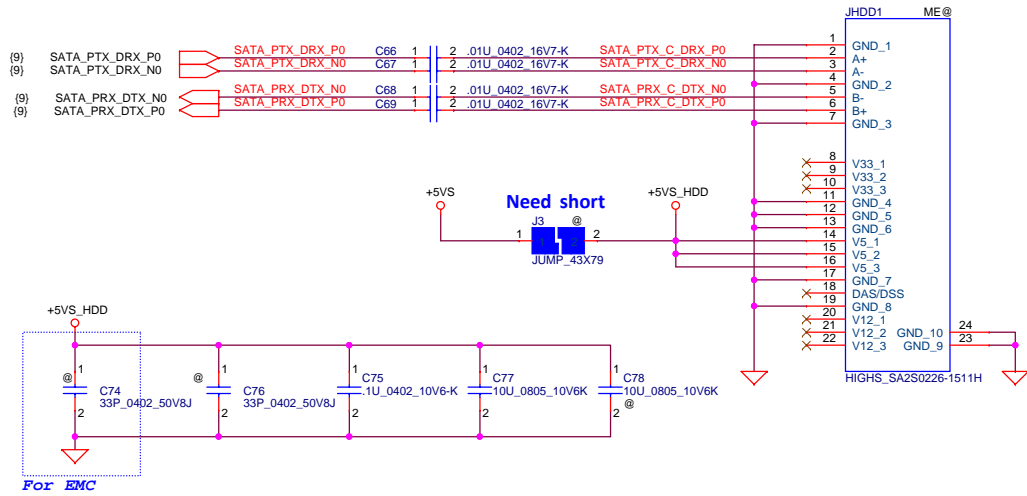 JHDD1 ME@
{9} SATA_PTX_DRX_P0 SATA_PTX_DRX_P0 C66 1 2 .01U_0402_16V7-K SATA_PTX_C_DRX_P0 2 A+
{9} SATA_PTX_DRX_N0 SATA_PTX_DRX_N0 C67 1 2 .01U_0402_16V7-K SATA_PTX_C_DRX_N0 3 A-
{9} SATA_PRX_DTX_N0 SATA_PRX_DTX_N0 C68 1 2 .01U_0402_16V7-K SATA_PRX_C_DTX_N0 5 B-
{9} SATA_PRX_DTX_P0 SATA_PRX_DTX_P0 C69 1 2 .01U_0402_16V7-K SATA_PRX_C_DTX_P0 6 B+
1 GND_1
4 GND_2
7 GND_3
8 V33_1
9 V33_2
10 V33_3
11 GND_4
12 GND_5
13 GND_6
14 V5_1
15 V5_2
16 V5_3
17 GND_7
18 DAS/DSS
19 GND_8
20 V12_1
21 V12_2 GND_10 24
22 V12_3 GND_9 23
HIGHS_SA2S0226-1511H
+5VS
Need short
+5VS_HDD
J3 @
1 1 2 2
JUMP_43X79
+5VS_HDD
@ 1 C74 33P_0402_50V8J 2
@ 1 C76 33P_0402_50V8J 2
1 C75 .1U_0402_10V6-K 2
1 C77 10U_0805_10V6K 2
1 C78 10U_0805_10V6K @ 2
For EMC